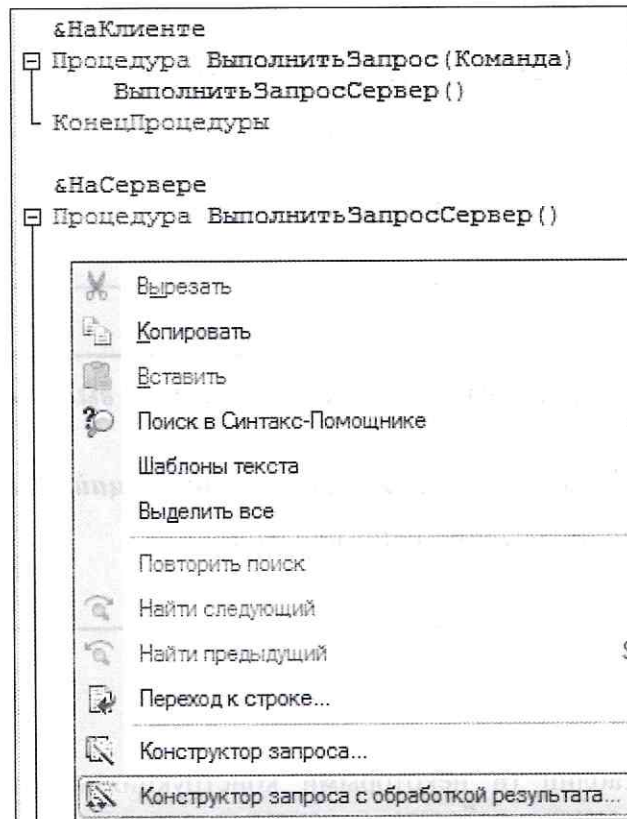 &НаКлиенте
Процедура ВыполнитьЗапрос(Команда)
ВыполнитьЗапросСервер()
КонецПроцедуры
&НаСервере
Процедура ВыполнитьЗапросСервер()
Вырезать
Копировать
Вставить
Поиск в Синтакс-Помощнике
Шаблоны текста
Выделить все
Повторить поиск
Найти следующий
Найти предыдущий
Переход к строке...
Конструктор запроса...
Конструктор запроса с обработкой результата...